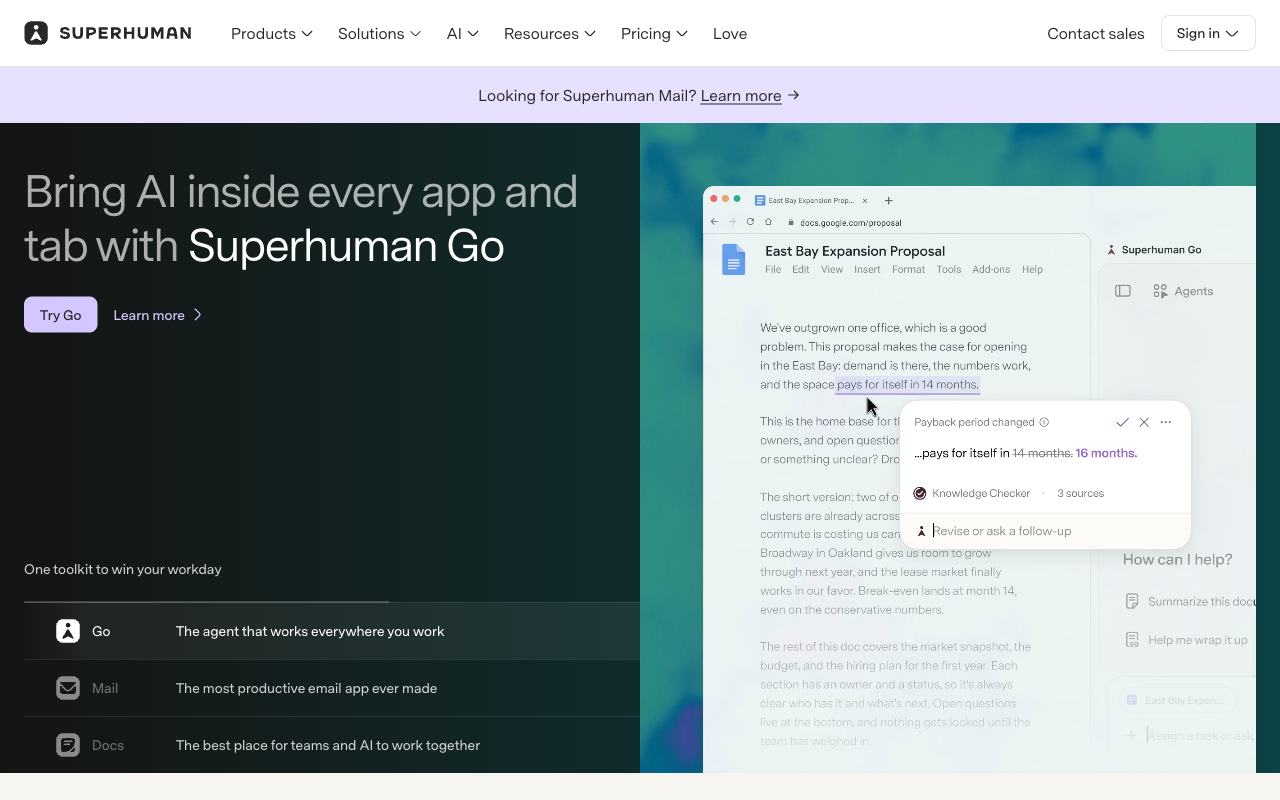 SUPERHUMAN
Products
Solutions
AI
Resources
Pricing
Love
Contact sales
Sign in
Looking for Superhuman Mail? Learn more →
Bring AI inside every app and
tab with Superhuman Go
Try Go
Learn more
One toolkit to win your workday
Go
The agent that works everywhere you work
Mail
The most productive email app ever made
Docs
The best place for teams and AI to work together
East Bay Expansion Prop...
docs.google.com/proposal
East Bay Expansion Proposal
File Edit View Insert Format Tools Add-ons Help
We've outgrown one office, which is a good
problem. This proposal makes the case for opening
in the East Bay: demand is there, the numbers work,
and the space pays for itself in 14 months.
This is the home base for
owners, and open question
or something unclear?
The short version: two of
clusters are already across
commute is costing us
Broadway in Oakland gives us room to grow
through next year, and the lease market finally
works in our favor. Break-even lands at month 14,
even on the conservative numbers.
The rest of this doc covers the market snapshot, the
budget, and the hiring plan for the first year. Each
section has an owner and a status, so it's always
clear who has it and what's next. Open questions
live at the bottom, and nothing gets locked until the
team has weighed in.
Payback period changed
...pays for itself in 14 months. 16 months.
Knowledge Checker · 3 sources
Revise or ask a follow-up
Superhuman Go
Agents
How can I help?
Summarize this docu
Help me wrap it up
East Bay Expan...
Assign a task or ask